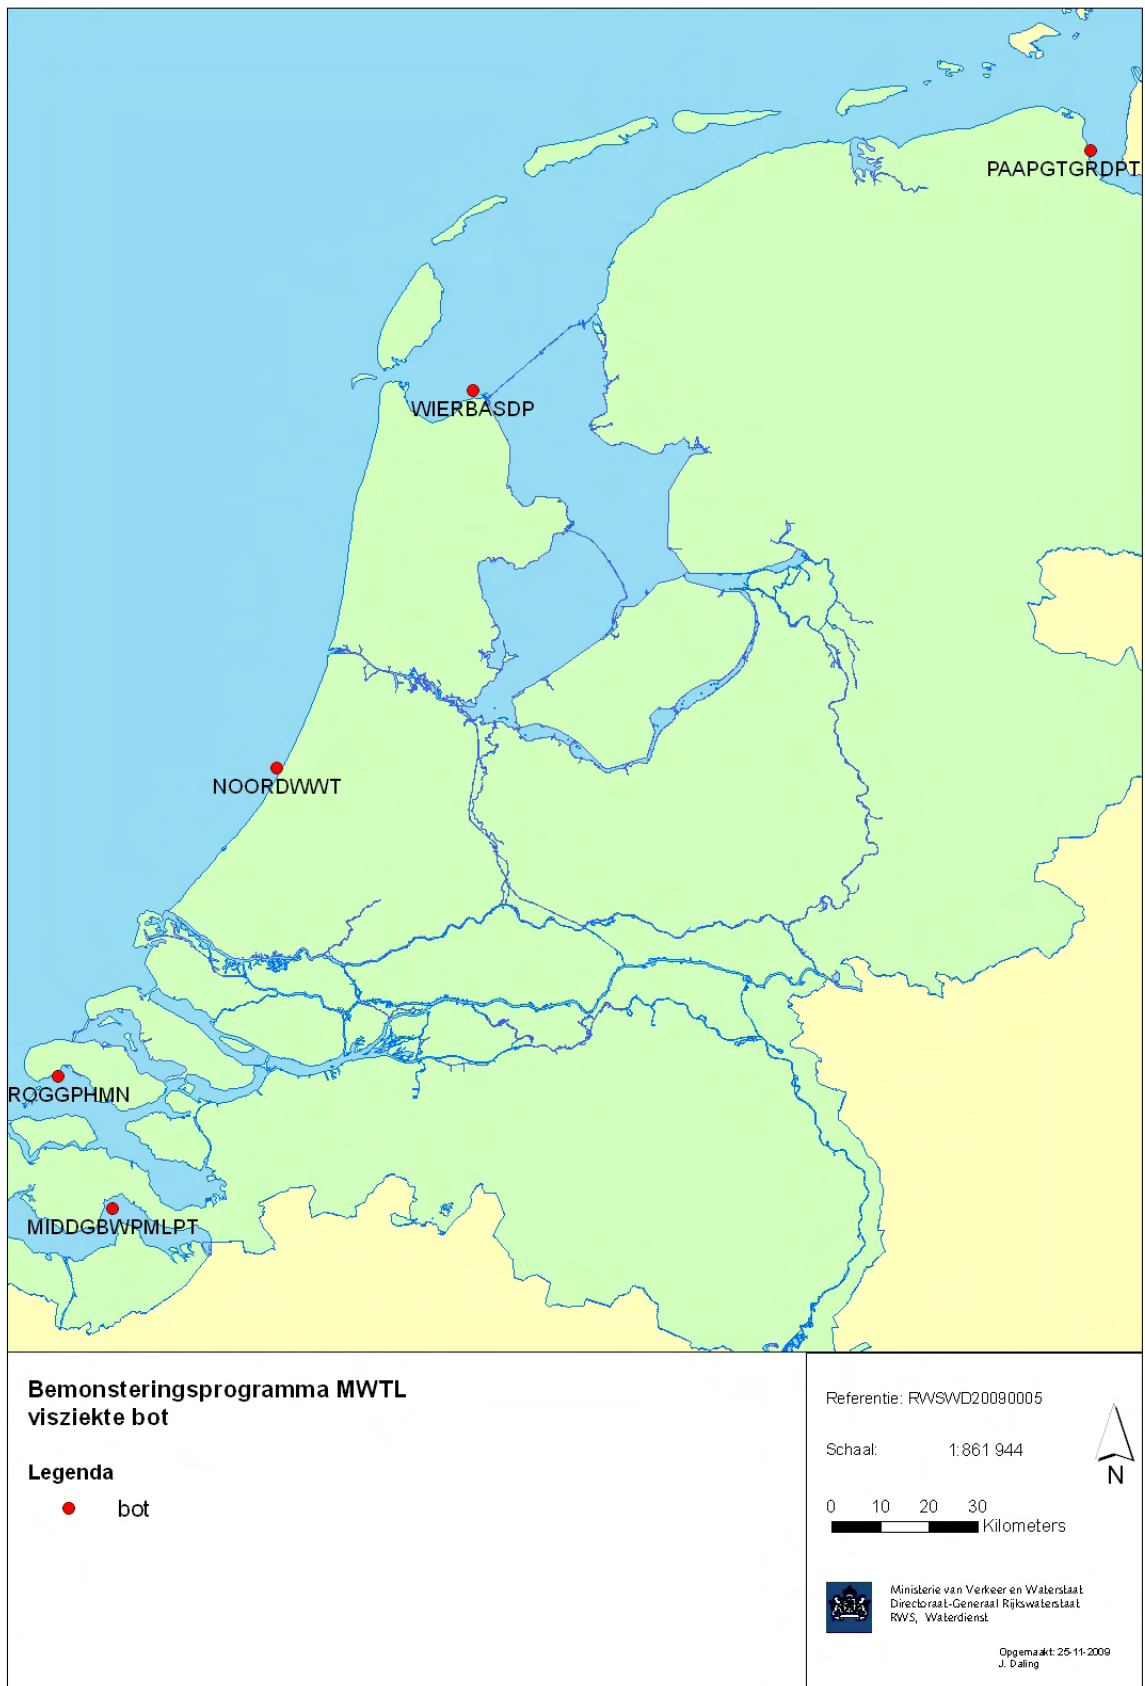 PAAPGTGRDPT
WIERBASDP
NOORDWWT
ROGGPHMN
MIDDGBWPMLPT
Bemonsteringsprogramma MWTL
visziekte bot
Legenda
bot
Referentie: RWSWD20090005
Schaal: 1:861 944
N
0 10 20 30
Kilometers
Ministerie van Verkeer en Waterstaat
Directoraat-Generaal Rijkswaterstaat
RWS, Waterdienst
Opgemaakt: 25-11-2009
J. Daling